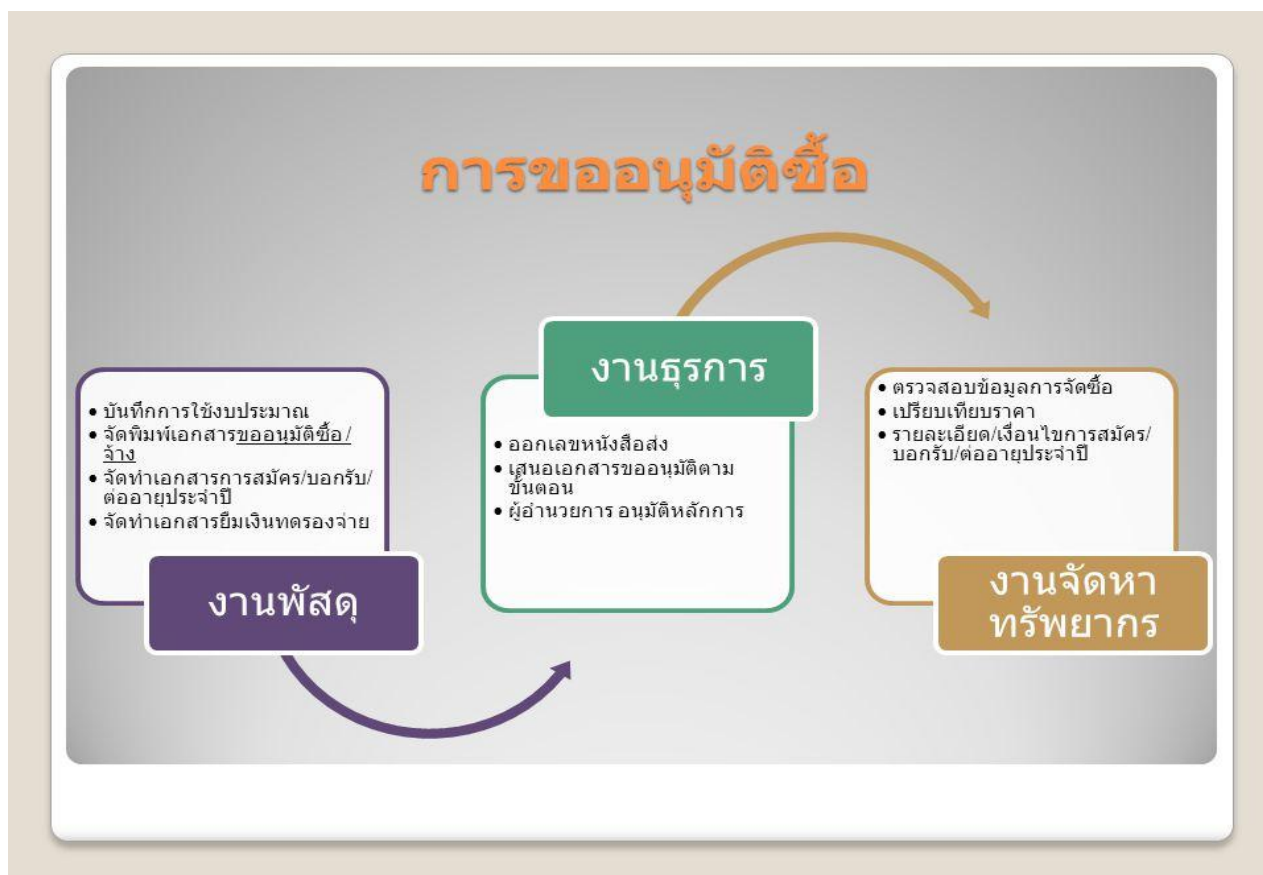 การขออนุมัติซื้อ
• บันทึกการใช้งบประมาณ
• จัดพิมพ์เอกสารขออนุมัติซื้อ/
จ้าง
• จัดทำเอกสารการสมัคร/บอกรับ/
ต่ออายุประจำปี
• จัดทำเอกสารยืมเงินทดรองจ่าย
งานพัสดุ
งานธุรการ
• ออกเลขหนังสือส่ง
• เสนอเอกสารขออนุมัติตาม
ขั้นตอน
• ผู้อำนวยการ อนุมัติหลักการ
• ตรวจสอบข้อมูลการจัดซื้อ
• เปรียบเทียบราคา
• รายละเอียด/เงื่อนไขการสมัคร/
บอกรับ/ต่ออายุประจำปี
งานจัดหา
ทรัพยากร